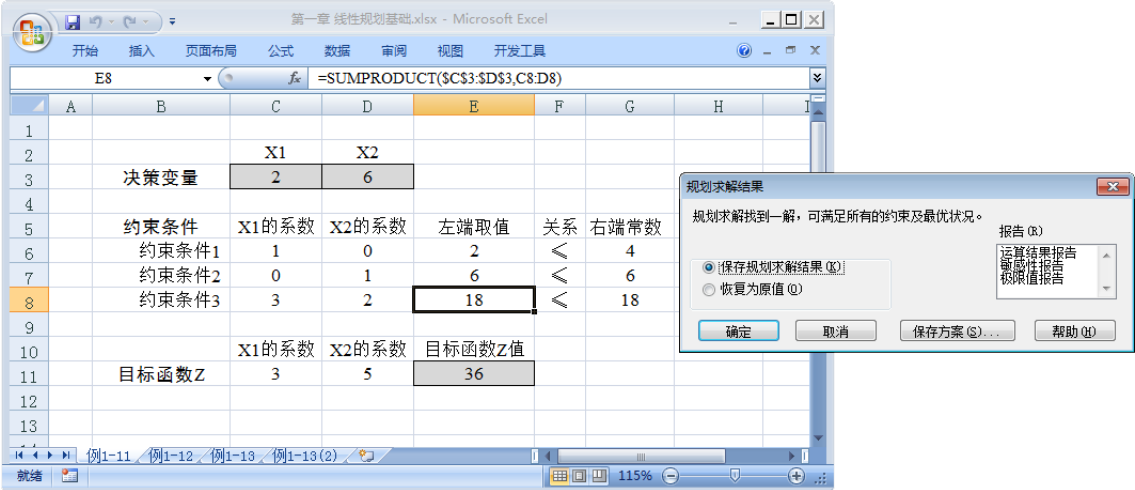 第一章 线性规划基础.xlsx - Microsoft Excel
开始 插入 页面布局 公式 数据 审阅 视图 开发工具
E8 fx =SUMPRODUCT($C$3:$D$3,C8:D8)
A B C D E F G H I
1
2 X1 X2
3 决策变量 2 6
4
5 约束条件 X1的系数 X2的系数 左端取值 关系 右端常数
6 约束条件1 1 0 2 ≤ 4
7 约束条件2 0 1 6 ≤ 6
8 约束条件3 3 2 18 ≤ 18
9
10 X1的系数 X2的系数 目标函数Z值
11 目标函数Z 3 5 36
12
13
例1-11 例1-12 例1-13 例1-13(2)
就绪 115%
规划求解结果
规划求解找到一解，可满足所有的约束及最优状况。
报告(R)
保存规划求解结果(K)
恢复为原值(O)
运算结果报告
敏感性报告
极限值报告
确定 取消 保存方案(S)... 帮助(H)